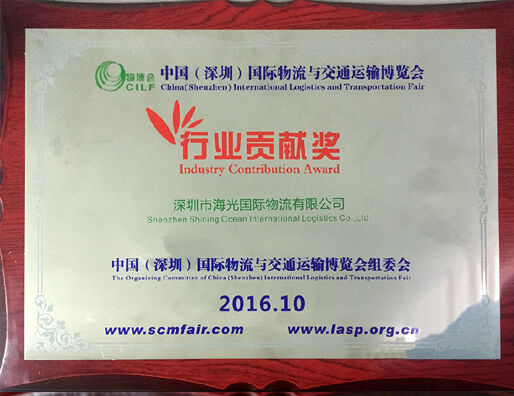 物博会
CILF
中国（深圳）国际物流与交通运输博览会
China(Shenzhen) International Logistics and Transportation Fair
行业贡献奖
Industry Contribution Award
深圳市海光国际物流有限公司
Shenzhen Shining Ocean International Logistics Co.,Ltd.
中国（深圳）国际物流与交通运输博览会组委会
The Organizing Committee of China (Shenzhen) International Logistics and Transportation Fair
2016.10
www.scmfair.com www.lasp.org.cn